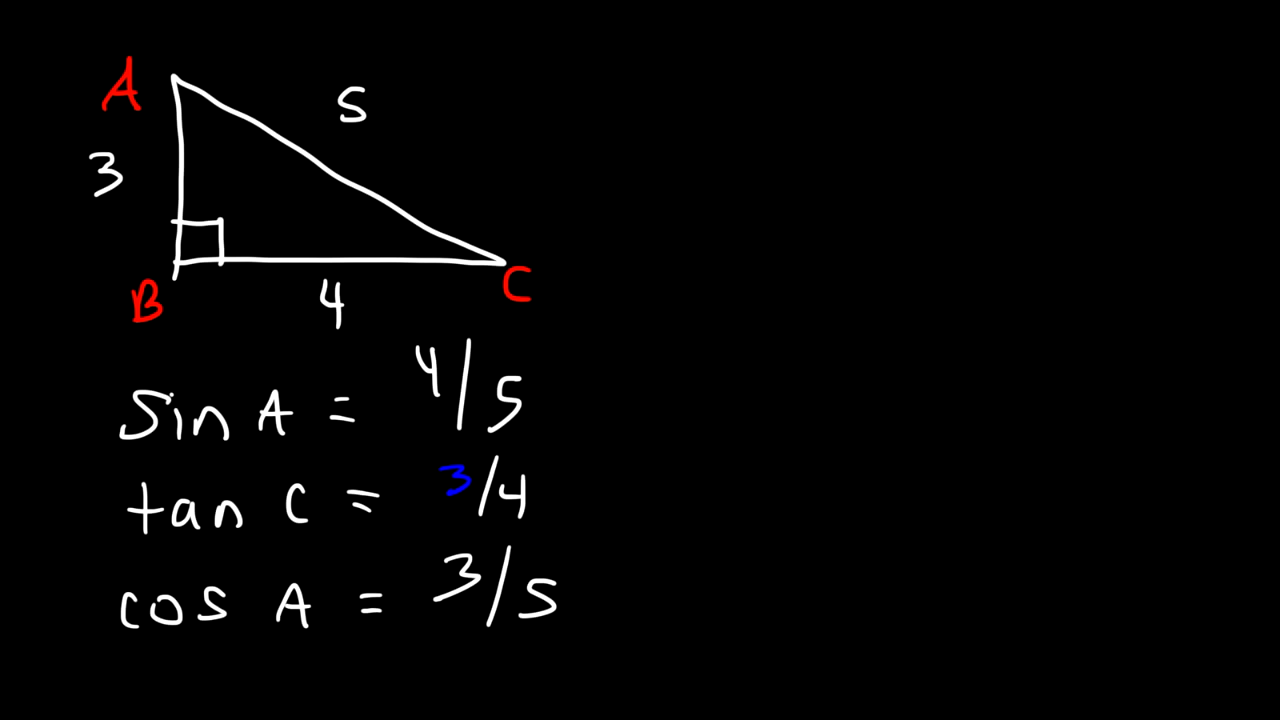 A
5
3
B
4
C
sin A = 4/5
tan C = 3/4
cos A = 3/5